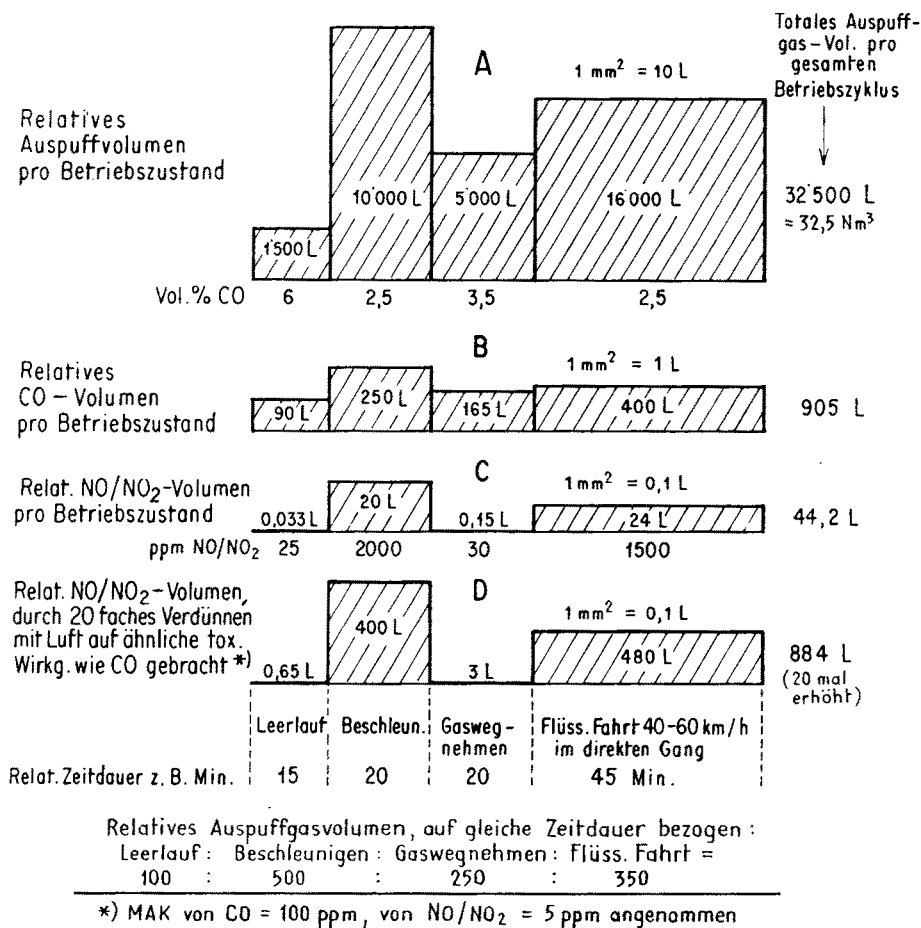 Totales Auspuff-
gas-Vol. pro
gesamten
Betriebszyklus
A
1 mm² = 10 L
Relatives
Auspuffvolumen
pro Betriebszustand
1'500 L
10'000 L
5'000 L
16'000 L
32'500 L
= 32,5 Nm³
Vol.% CO 6 2,5 3,5 2,5
B
1 mm² = 1 L
Relatives
CO – Volumen
pro Betriebszustand
90 L
250 L
165 L
400 L
905 L
C
1 mm² = 0,1 L
Relat. NO/NO₂-Volumen
pro Betriebszustand
0,033 L
20 L
0,15 L
24 L
44,2 L
ppm NO/NO₂ 25 2000 30 1500
D
1 mm² = 0,1 L
Relat. NO/NO₂-Volumen,
durch 20 faches Verdünnen
mit Luft auf ähnliche tox.
Wirkg. wie CO gebracht *)
0,65 L
400 L
3 L
480 L
884 L
(20 mal
erhöht)
Leerlauf
Beschleun.
Gasweg-
nehmen
Flüss. Fahrt 40-60 km/h
im direkten Gang
Relat. Zeitdauer z. B. Min. 15 20 20 45 Min.
Relatives Auspuffgasvolumen, auf gleiche Zeitdauer bezogen :
Leerlauf : Beschleunigen : Gaswegnehmen : Flüss. Fahrt =
100 : 500 : 250 : 350
*) MAK von CO = 100 ppm, von NO/NO₂ = 5 ppm angenommen